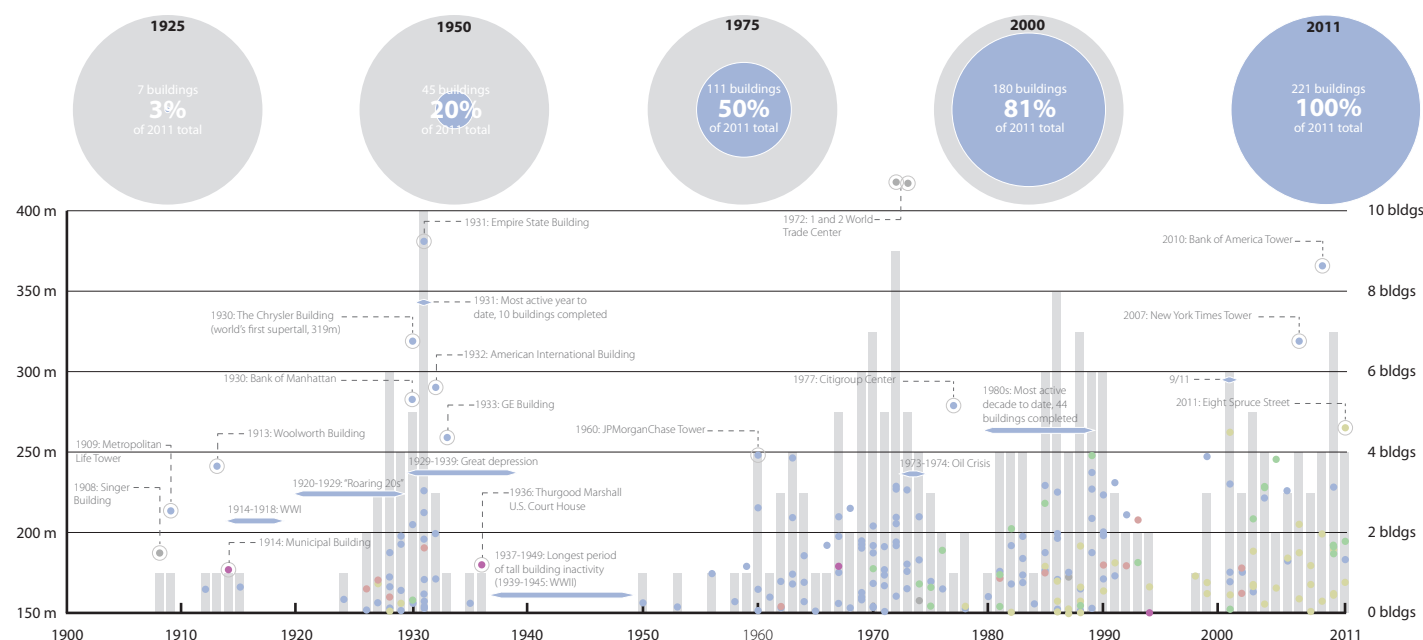 1925
7 buildings
3%
of 2011 total
1950
45 buildings
20%
of 2011 total
1975
111 buildings
50%
of 2011 total
2000
180 buildings
81%
of 2011 total
2011
221 buildings
100%
of 2011 total
400 m
350 m
300 m
250 m
200 m
150 m
10 bldgs
8 bldgs
6 bldgs
4 bldgs
2 bldgs
0 bldgs
1931: Empire State Building
1972: 1 and 2 World
Trade Center
2010: Bank of America Tower
1931: Most active year to
date, 10 buildings completed
1930: The Chrysler Building
(world's first supertall, 319m)
2007: New York Times Tower
1932: American International Building
1930: Bank of Manhattan
1977: Citigroup Center
9/11
1980s: Most active
decade to date, 44
buildings completed
2011: Eight Spruce Street
1933: GE Building
1960: JPMorganChase Tower
1913: Woolworth Building
1909: Metropolitan
Life Tower
1929-1939: Great depression
1973-1974: Oil Crisis
1908: Singer
Building
1920-1929: "Roaring 20s"
1936: Thurgood Marshall
U.S. Court House
1914-1918: WWI
1914: Municipal Building
1937-1949: Longest period
of tall building inactivity
(1939-1945: WWII)
1900
1910
1920
1930
1940
1950
1960
1970
1980
1990
2000
2011